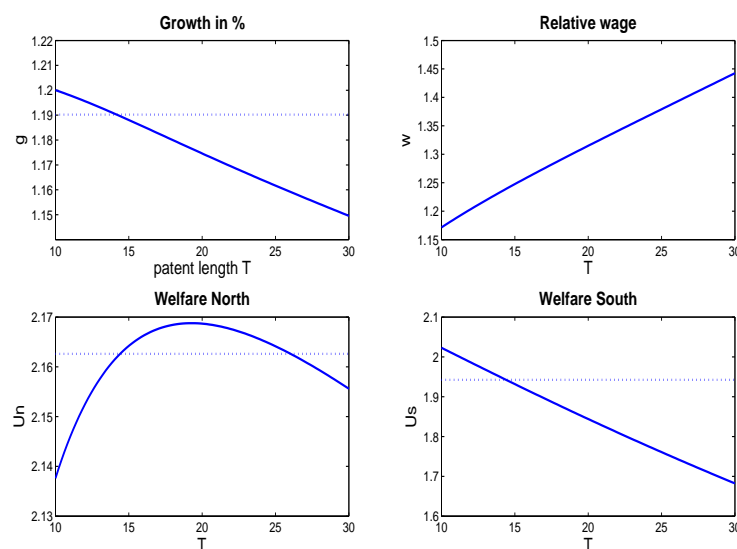 Growth in %
1.22
1.21
1.2
1.19
1.18
1.17
1.16
1.15
g
10 15 20 25 30
patent length T
Relative wage
1.5
1.45
1.4
1.35
1.3
1.25
1.2
1.15
w
10 15 20 25 30
T
Welfare North
2.17
2.16
2.15
2.14
2.13
Un
10 15 20 25 30
T
Welfare South
2.1
2
1.9
1.8
1.7
1.6
Us
10 15 20 25 30
T